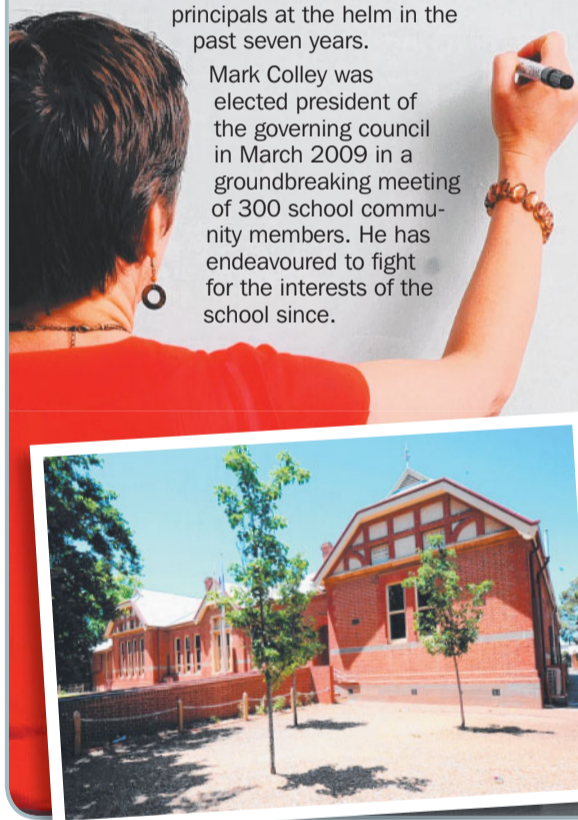 principals at the helm in the
past seven years.
Mark Colley was
elected president of
the governing council
in March 2009 in a
groundbreaking meeting
of 300 school commu-
nity members. He has
endeavoured to fight
for the interests of the
school since.